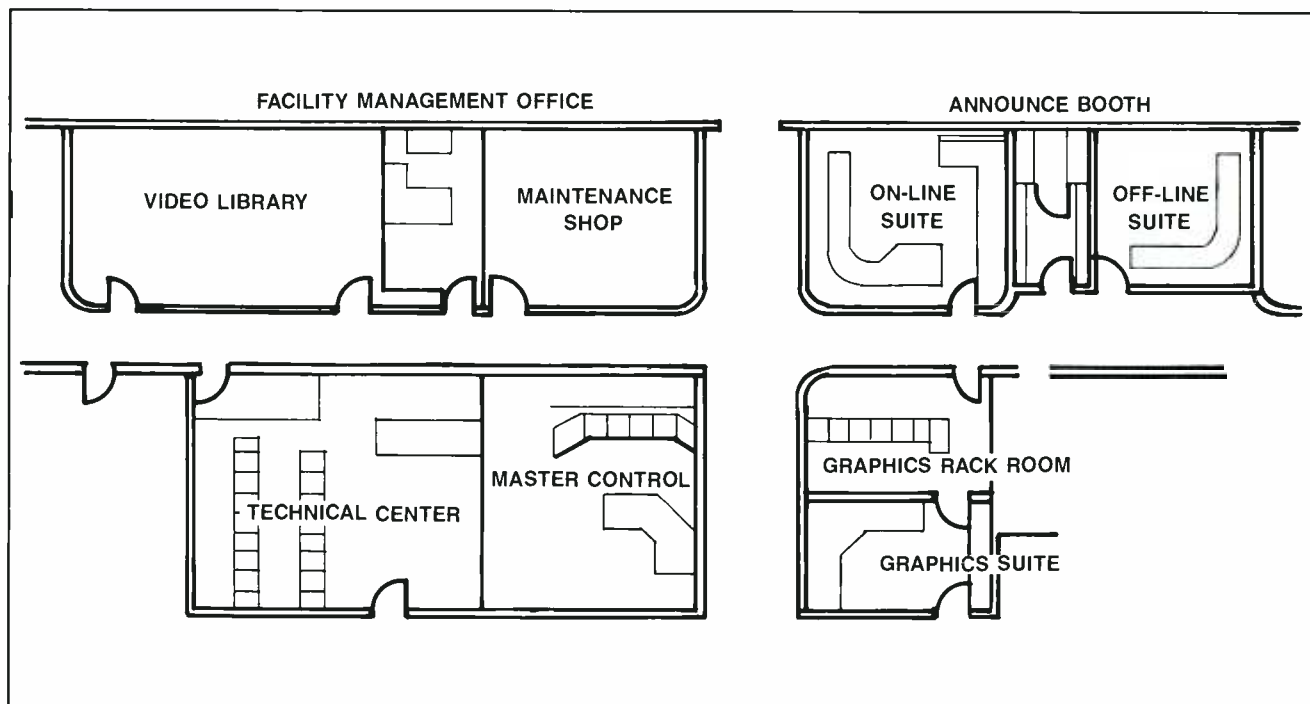 FACILITY MANAGEMENT OFFICE
ANNOUNCE BOOTH
VIDEO LIBRARY
MAINTENANCE
SHOP
ON-LINE
SUITE
OFF-LINE
SUITE
TECHNICAL CENTER
MASTER CONTROL
GRAPHICS RACK ROOM
GRAPHICS SUITE